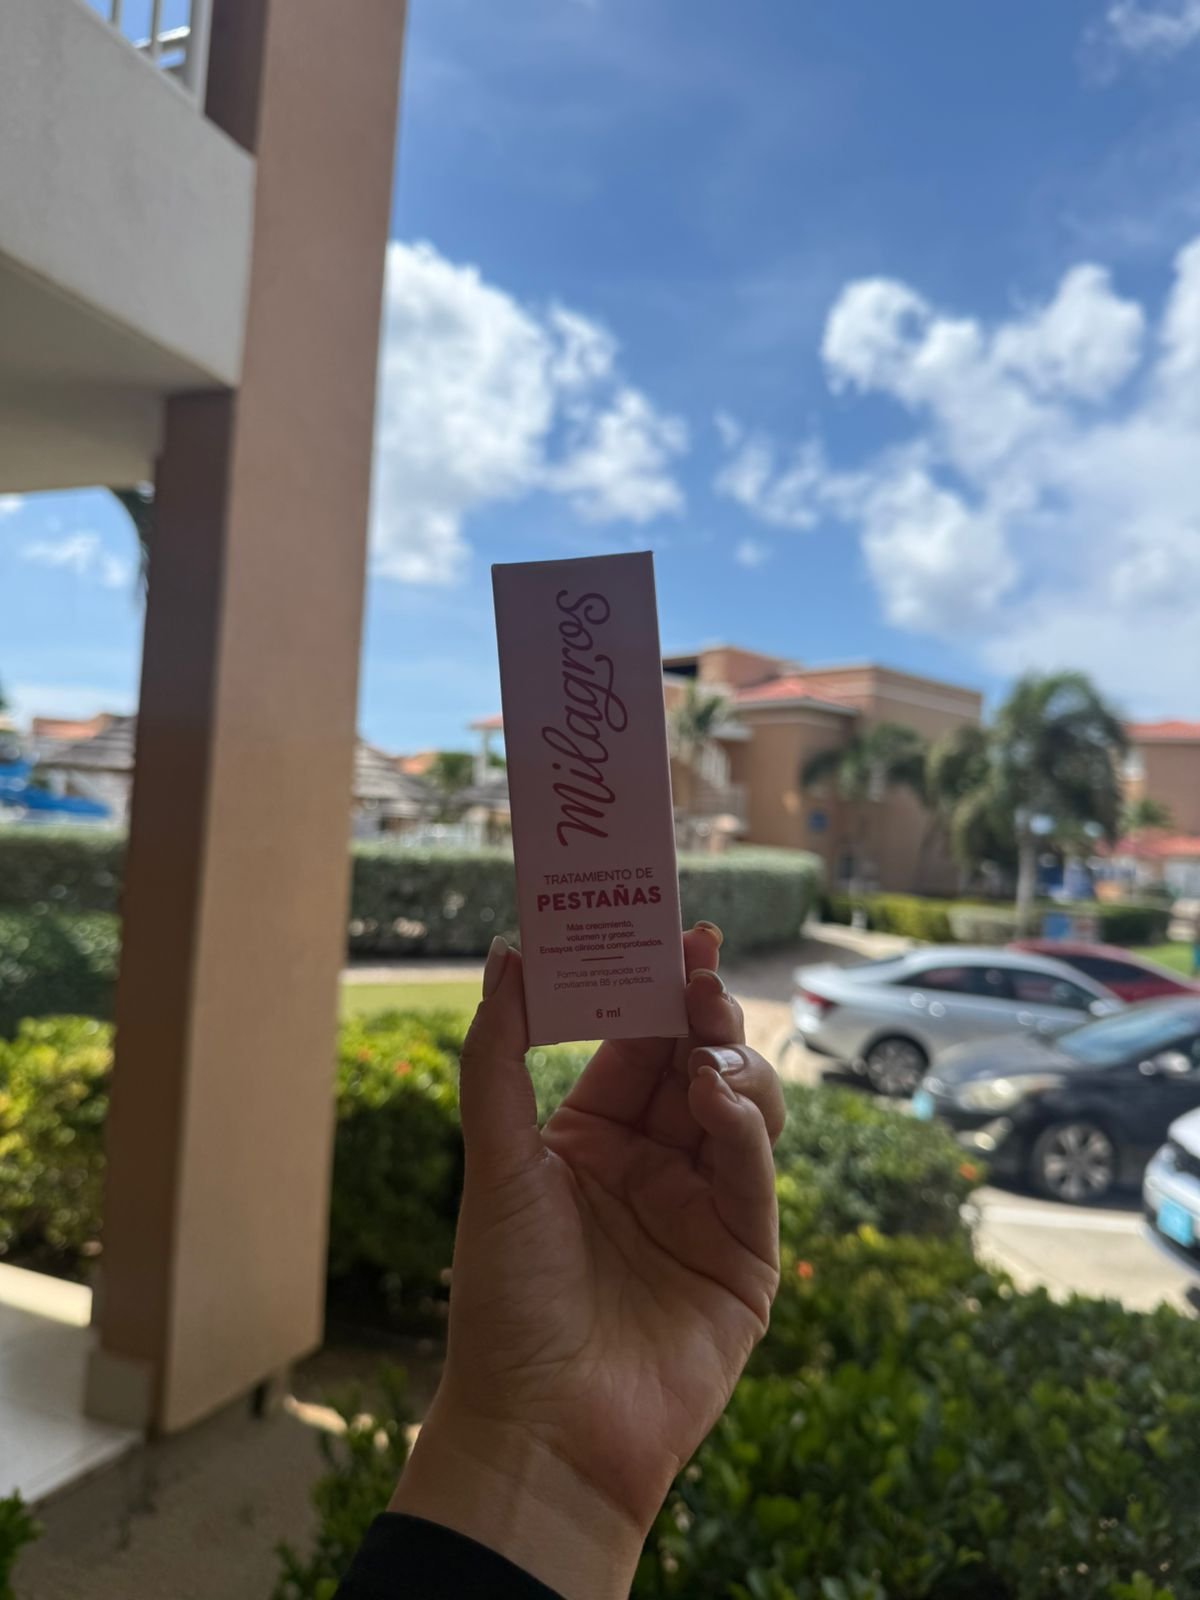 Milagros
TRATAMIENTO DE
PESTAÑAS
Más crecimiento,
volumen y grosor.
Ensayos clínicos comprobados.
Fórmula enriquecida con
provitamina B5 y péptidos.
6 ml